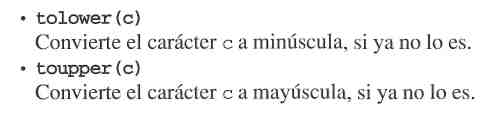 • tolower(c)
Convierte el carácter c a minúscula, si ya no lo es.
• toupper(c)
Convierte el carácter c a mayúscula, si ya no lo es.